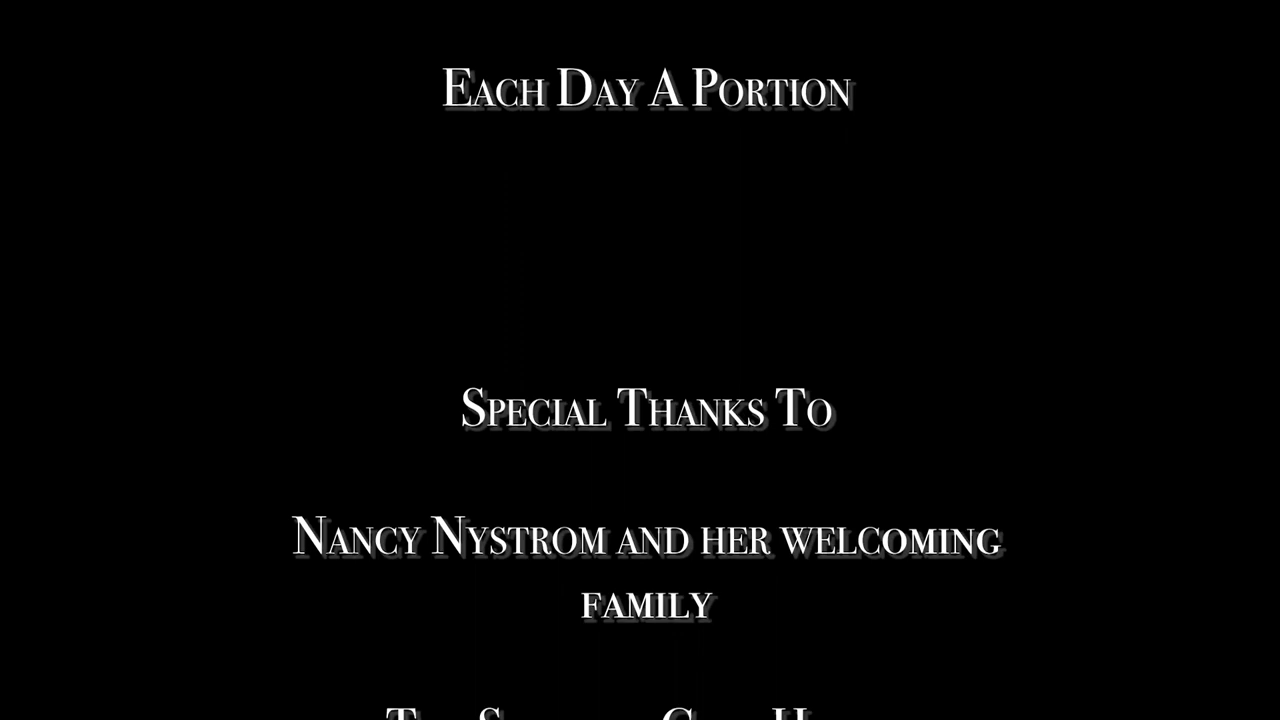 Each Day A Portion
Special Thanks To
Nancy Nystrom and her welcoming
family